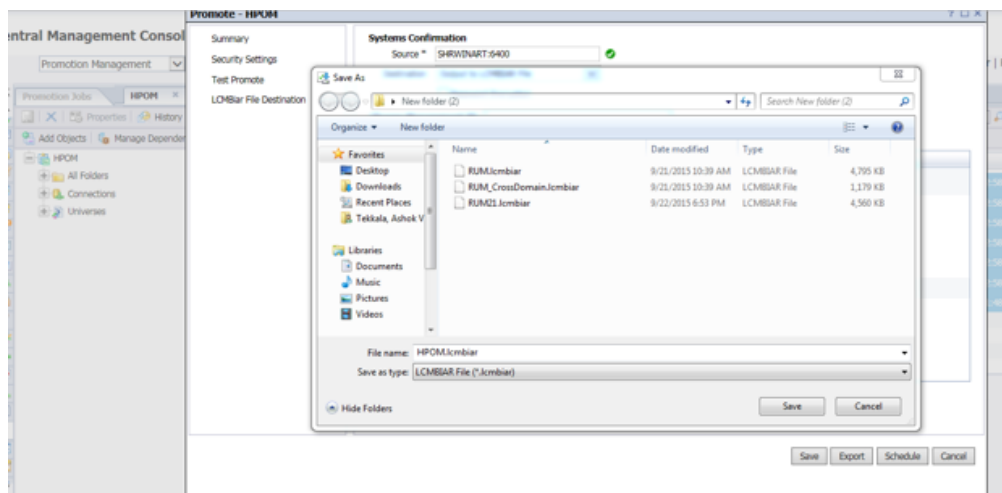 Promote - HPOM
ntral Management Consol
Summary
Systems Confirmation
Source * SHRWINART:6400
Promotion Management
Security Settings
Test Promote
Save As
LCMBiar File Destination
New folder (2)
Search New folder (2)
Promotion Jobs
HPOM
Properties
History
Organize
New folder
Add Objects
Manage Depender
Name
Date modified
Type
Size
HPOM
All Folders
Connections
Universes
Favorites
Desktop
Downloads
Recent Places
Tekkala, Ashok V
RUM.lcmbiar 9/21/2015 10:39 AM LCMBIAR File 4,795 KB
RUM_CrossDomain.lcmbiar 9/21/2015 10:39 AM LCMBIAR File 1,179 KB
RUM21.lcmbiar 9/22/2015 6:53 PM LCMBIAR File 4,560 KB
Libraries
Documents
Music
Pictures
Videos
File name: HPOM.lcmbiar
Save as type: LCMBIAR File (*.lcmbiar)
Hide Folders
Save
Cancel
Save
Export
Schedule
Cancel